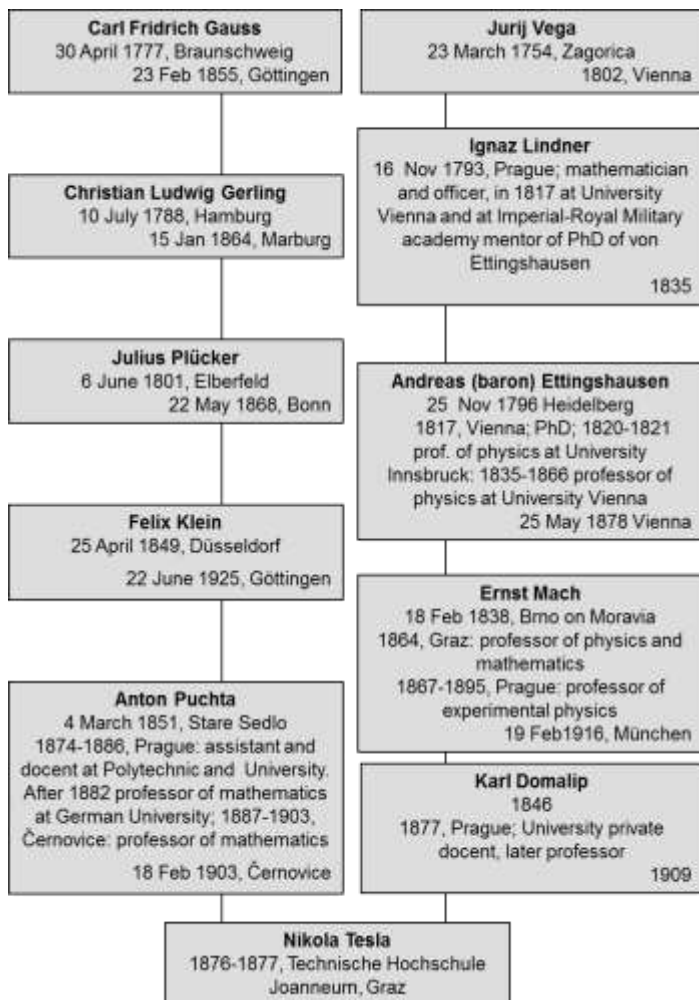 Carl Fridrich Gauss
30 April 1777, Braunschweig
23 Feb 1855, Göttingen
Christian Ludwig Gerling
10 July 1788, Hamburg
15 Jan 1864, Marburg
Julius Plücker
6 June 1801, Elberfeld
22 May 1868, Bonn
Felix Klein
25 April 1849, Düsseldorf
22 June 1925, Göttingen
Anton Puchta
4 March 1851, Stare Sedlo
1874-1886, Prague: assistant and
docent at Polytechnic and University.
After 1882 professor of mathematics
at German University; 1887-1903,
Černovice: professor of mathematics
18 Feb 1903, Černovice
Jurij Vega
23 March 1754, Zagorica
1802, Vienna
Ignaz Lindner
16 Nov 1793, Prague; mathematician
and officer, in 1817 at University
Vienna and at Imperial-Royal Military
academy mentor of PhD of von
Ettingshausen
1835
Andreas (baron) Ettingshausen
25 Nov 1796 Heidelberg
1817, Vienna; PhD; 1820-1821
prof. of physics at University
Innsbruck: 1835-1866 professor of
physics at University Vienna
25 May 1878 Vienna
Ernst Mach
18 Feb 1838, Brno on Moravia
1864, Graz: professor of physics and
mathematics
1867-1895, Prague: professor of
experimental physics
19 Feb1916, München
Karl Domalip
1846
1877, Prague; University private
docent, later professor
1909
Nikola Tesla
1876-1877, Technische Hochschule
Joanneum, Graz